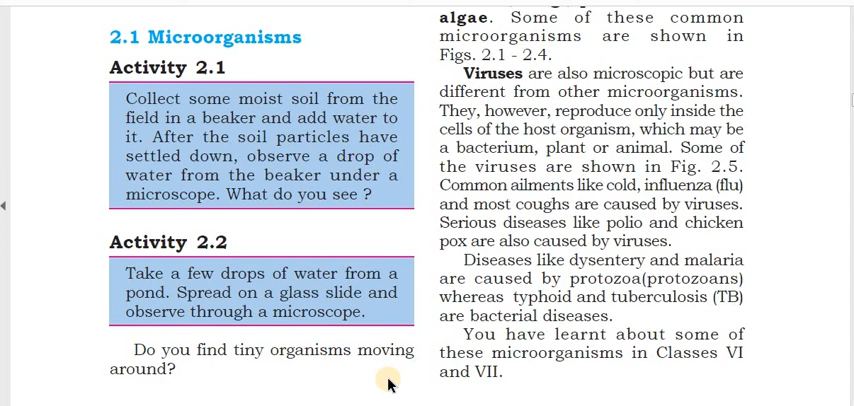 2.1 Microorganisms
Activity 2.1
Collect some moist soil from the
field in a beaker and add water to
it. After the soil particles have
settled down, observe a drop of
water from the beaker under a
microscope. What do you see ?
Activity 2.2
Take a few drops of water from a
pond. Spread on a glass slide and
observe through a microscope.
Do you find tiny organisms moving
around?
algae. Some of these common
microorganisms are shown in
Figs. 2.1 - 2.4.
Viruses are also microscopic but are
different from other microorganisms.
They, however, reproduce only inside the
cells of the host organism, which may be
a bacterium, plant or animal. Some of
the viruses are shown in Fig. 2.5.
Common ailments like cold, influenza (flu)
and most coughs are caused by viruses.
Serious diseases like polio and chicken
pox are also caused by viruses.
Diseases like dysentery and malaria
are caused by protozoa(protozoans)
whereas typhoid and tuberculosis (TB)
are bacterial diseases.
You have learnt about some of
these microorganisms in Classes VI
and VII.